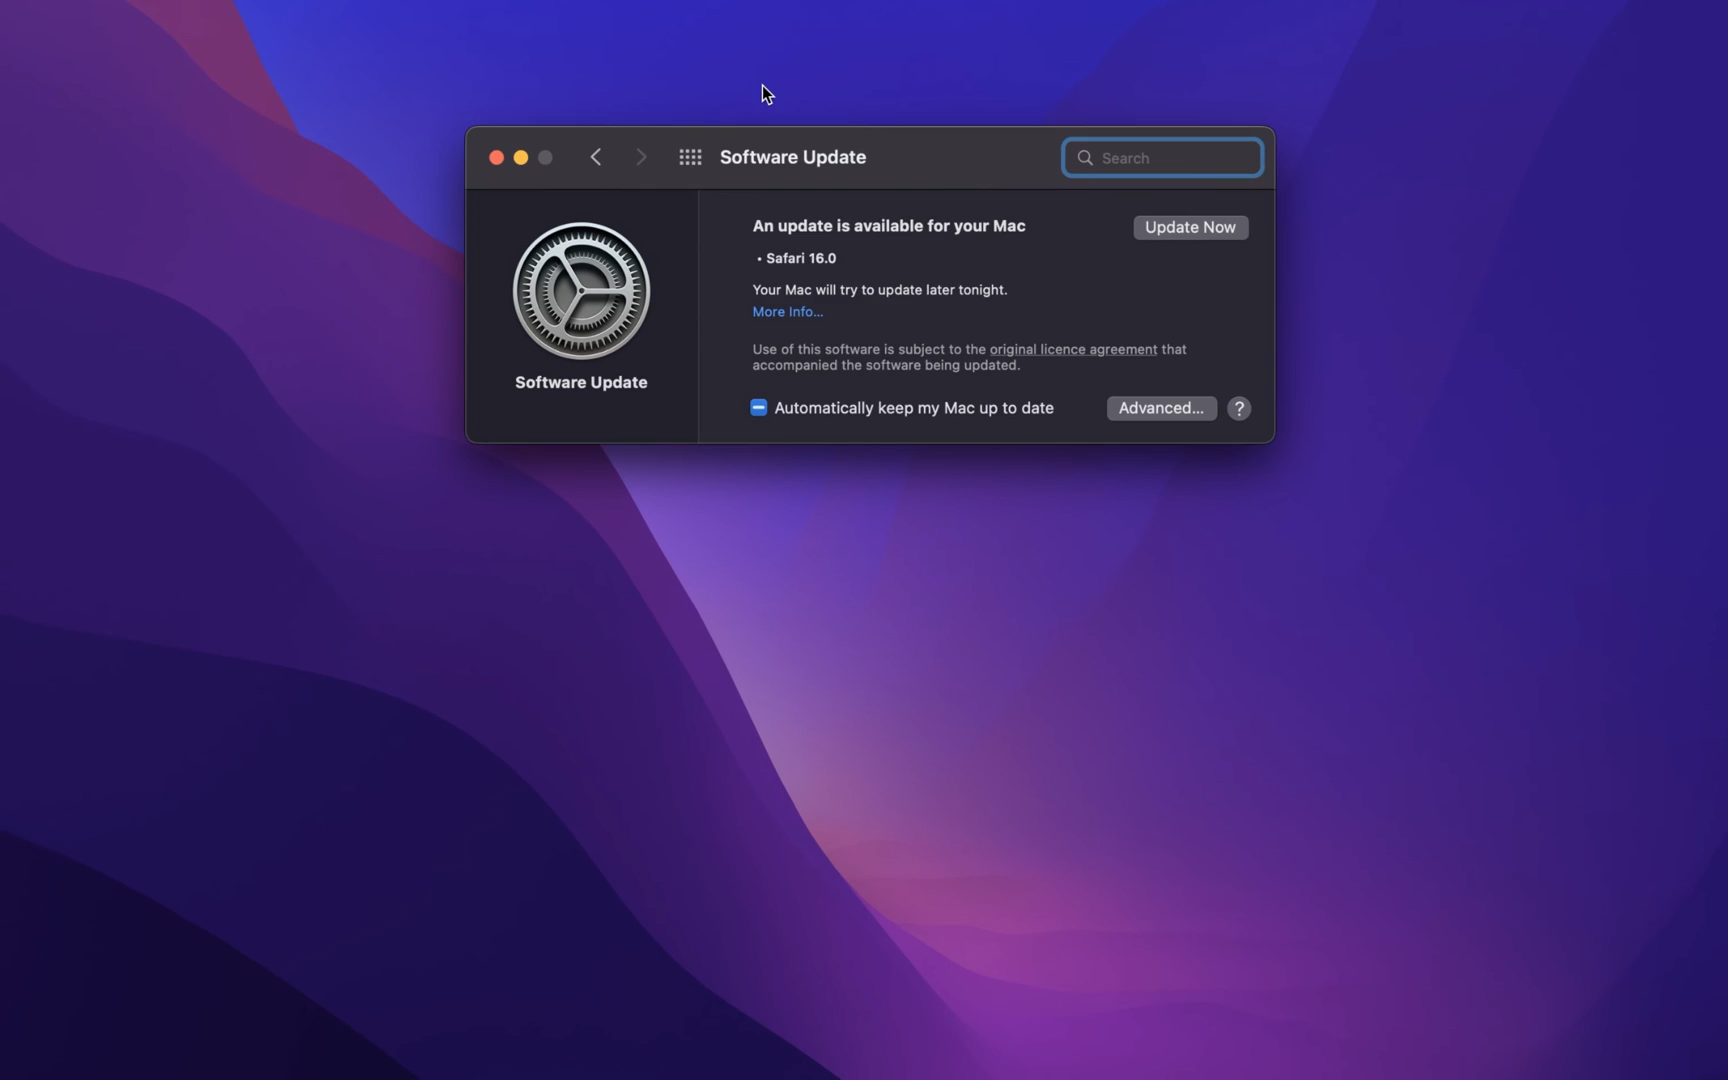 Software Update
Search
An update is available for your Mac
Update Now
• Safari 16.0
Your Mac will try to update later tonight.
More Info...
Use of this software is subject to the original licence agreement that
accompanied the software being updated.
Software Update
Automatically keep my Mac up to date
Advanced...
?